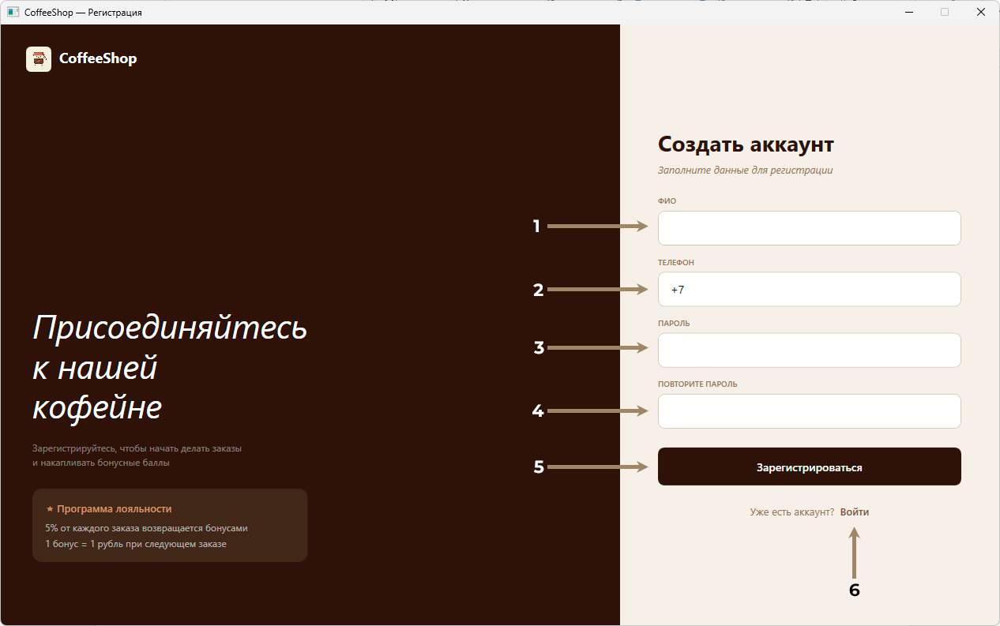 CoffeeShop — Регистрация
CoffeeShop
Присоединяйтесь
к нашей
кофейне
Зарегистрируйтесь, чтобы начать делать заказы
и накапливать бонусные баллы
★ Программа лояльности
5% от каждого заказа возвращается бонусами
1 бонус = 1 рубль при следующем заказе
Создать аккаунт
Заполните данные для регистрации
ФИО
1
ТЕЛЕФОН
2
+7
ПАРОЛЬ
3
ПОВТОРИТЕ ПАРОЛЬ
4
5
Зарегистрироваться
Уже есть аккаунт? Войти
6